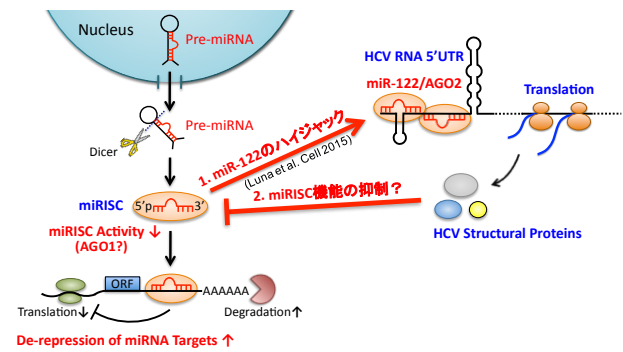 Nucleus
Pre-miRNA
Pre-miRNA
Dicer
miRISC
5'p
3'
miRISC Activity ↓
(AGO1?)
ORF
AAAAAA
Translation↓
Degradation↑
De-repression of miRNA Targets ↑
1. miR-122のハイジャック
(Luna et al. Cell 2015)
2. miRISC機能の抑制？
HCV RNA 5'UTR
miR-122/AGO2
Translation
HCV Structural Proteins